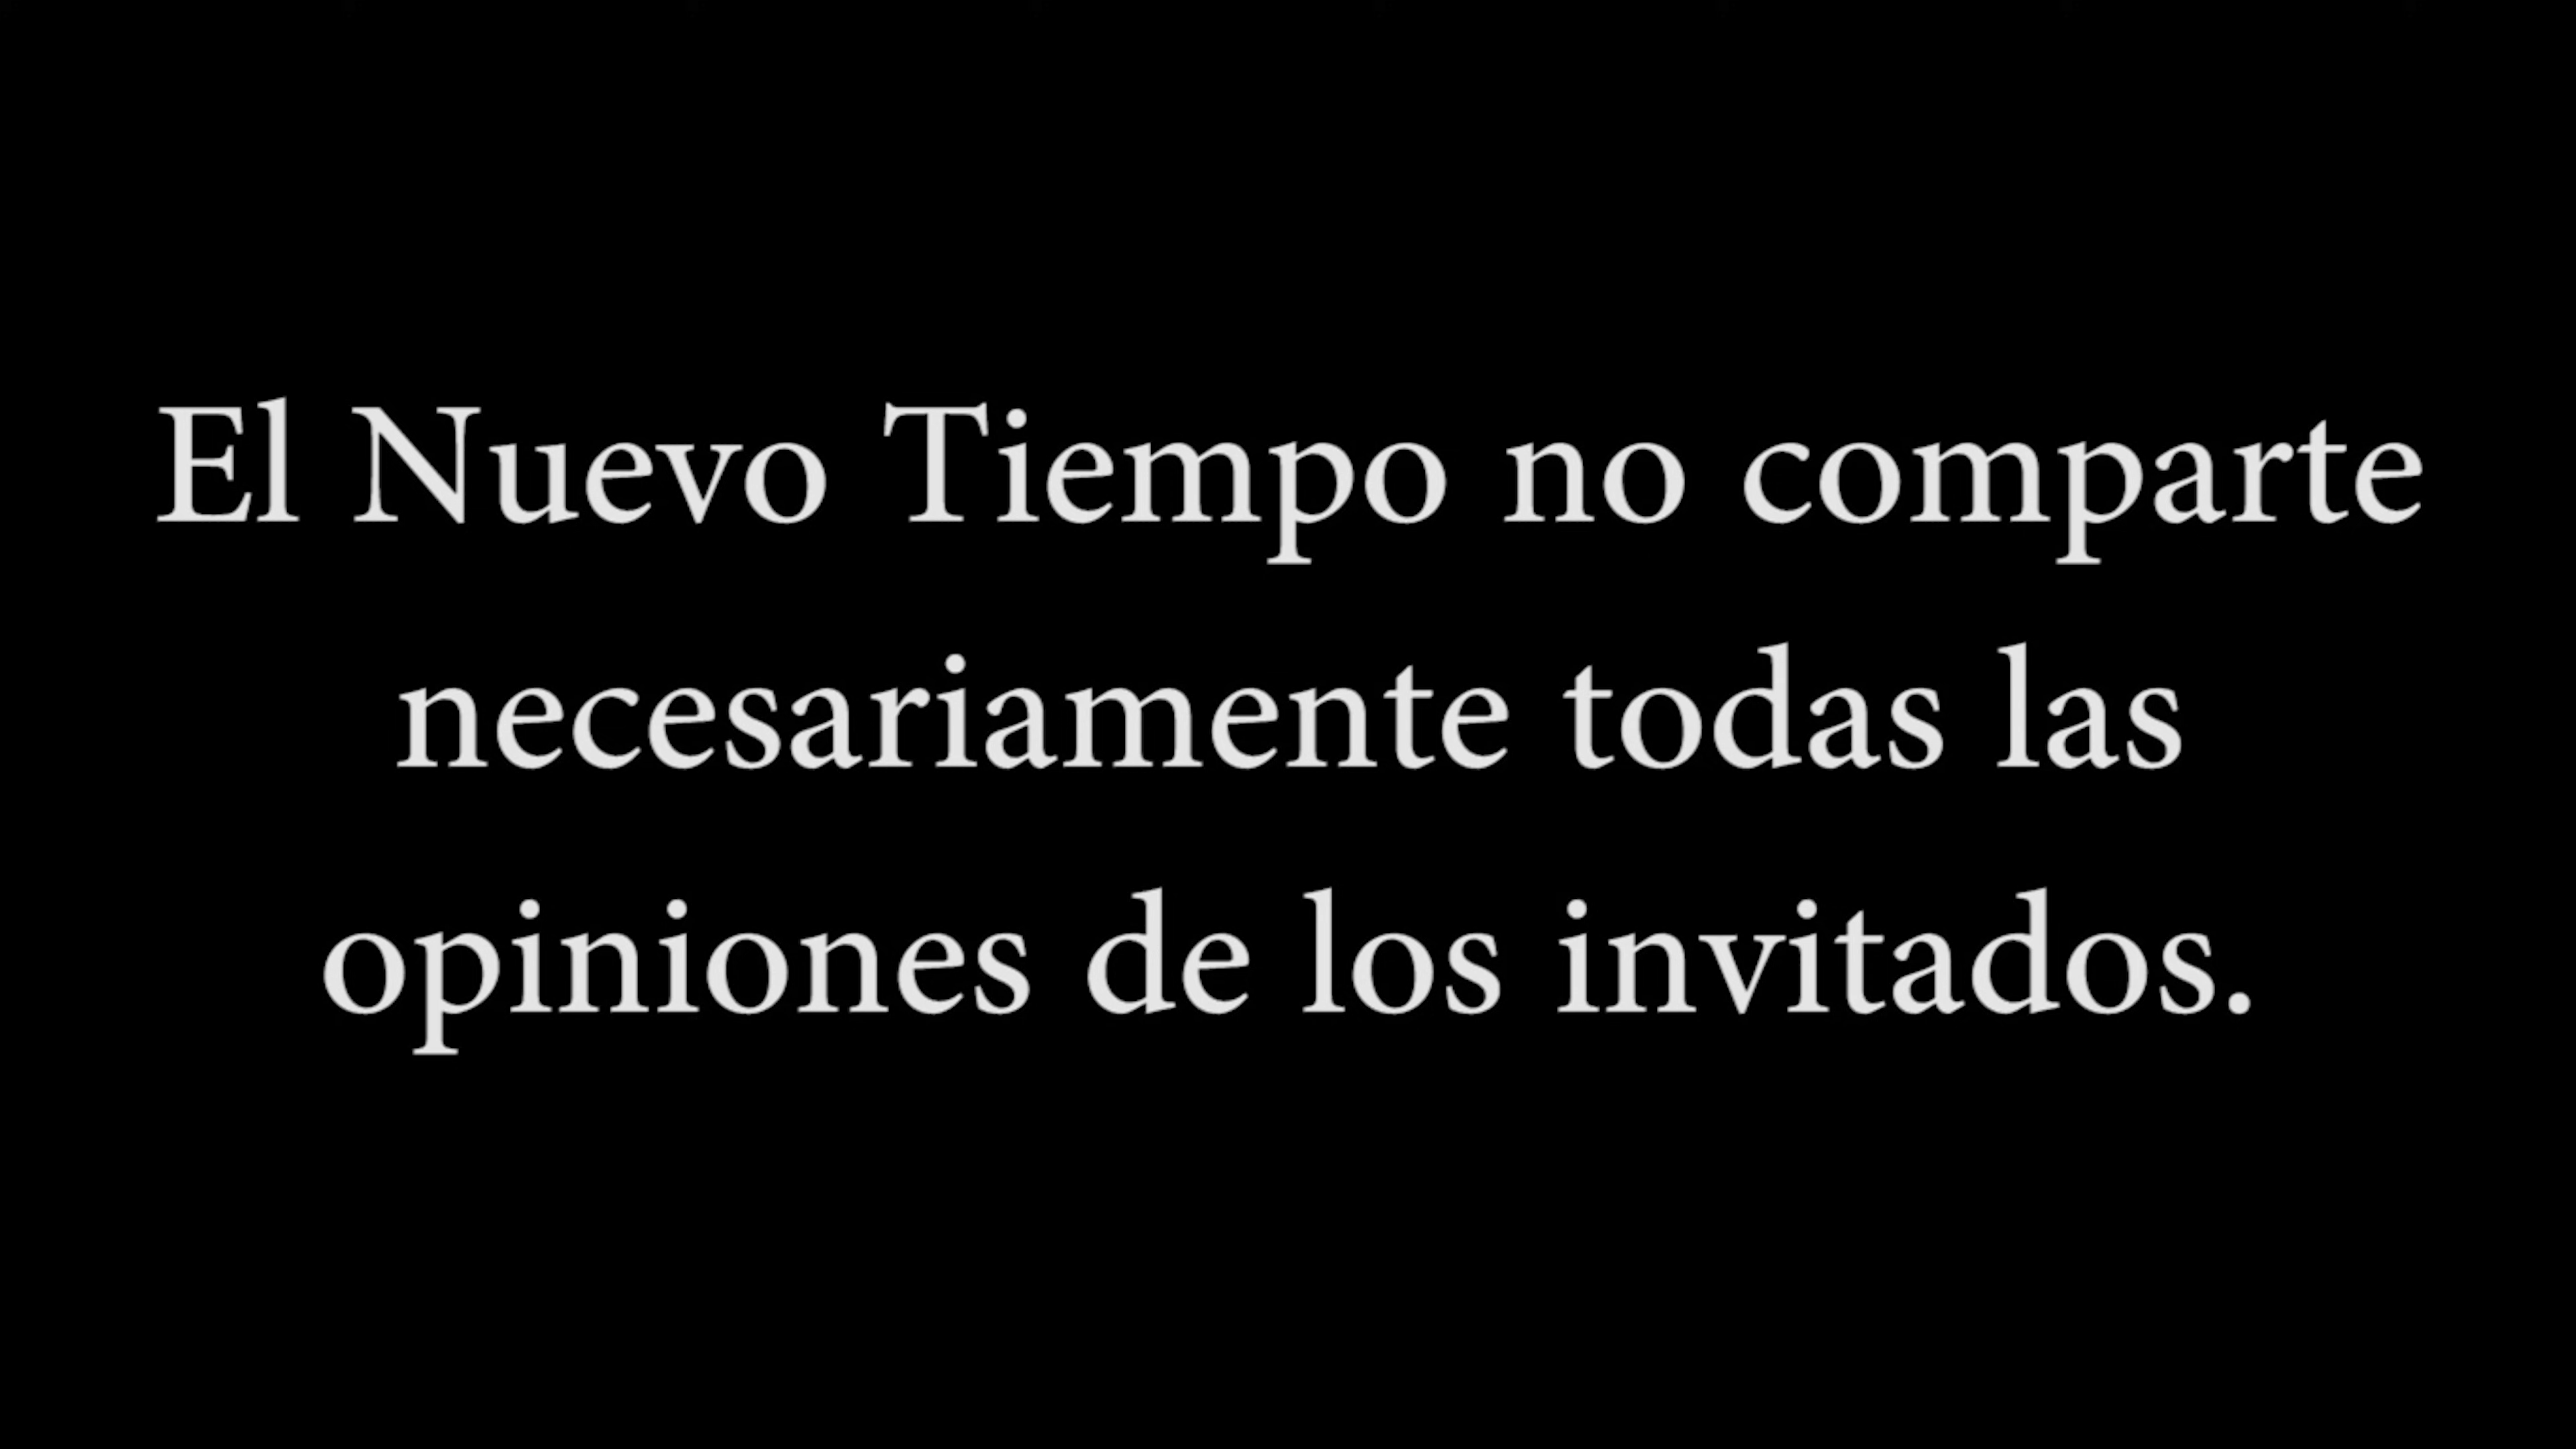 El Nuevo Tiempo no comparte
necesariamente todas las
opiniones de los invitados.